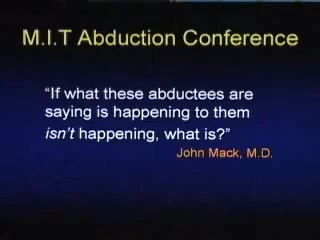 M.I.T Abduction Conference
“If what these abductees are
saying is happening to them
isn’t happening, what is?”
John Mack, M.D.